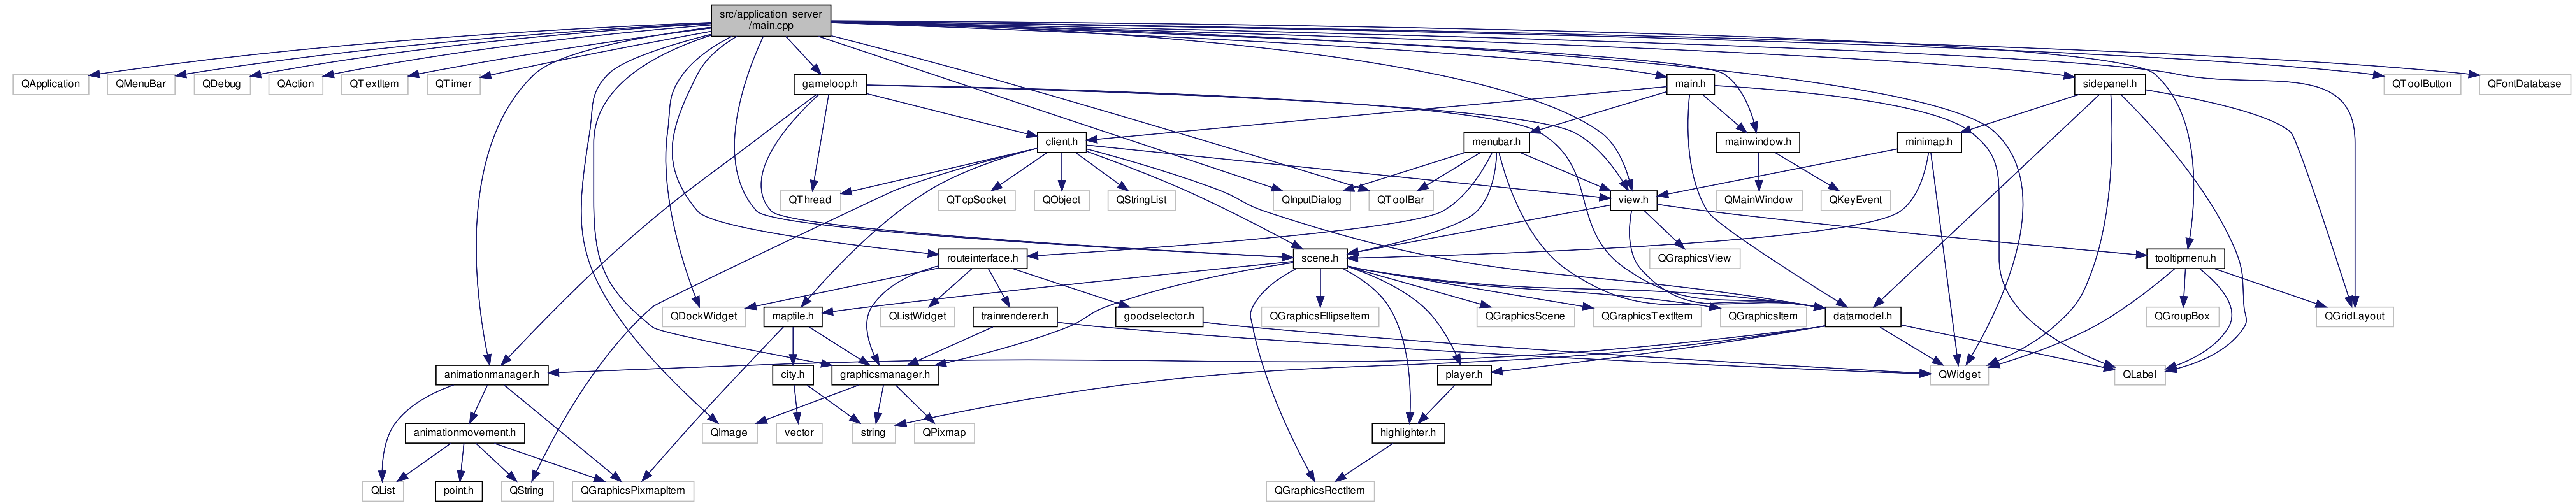 src/application_server
/main.cpp
QApplication
QMenuBar
QDebug
QAction
QTextItem
QTimer
gameloop.h
main.h
sidepanel.h
QToolButton
QFontDatabase
client.h
menubar.h
mainwindow.h
minimap.h
QThread
QTcpSocket
QObject
QStringList
QInputDialog
QToolBar
view.h
QMainWindow
QKeyEvent
routeinterface.h
scene.h
QGraphicsView
tooltipmenu.h
QDockWidget
maptile.h
QListWidget
trainrenderer.h
goodselector.h
QGraphicsEllipseItem
QGraphicsScene
QGraphicsTextItem
QGraphicsItem
datamodel.h
QGroupBox
QGridLayout
animationmanager.h
city.h
graphicsmanager.h
player.h
QWidget
QLabel
animationmovement.h
QImage
vector
string
QPixmap
highlighter.h
QList
point.h
QString
QGraphicsPixmapItem
QGraphicsRectItem